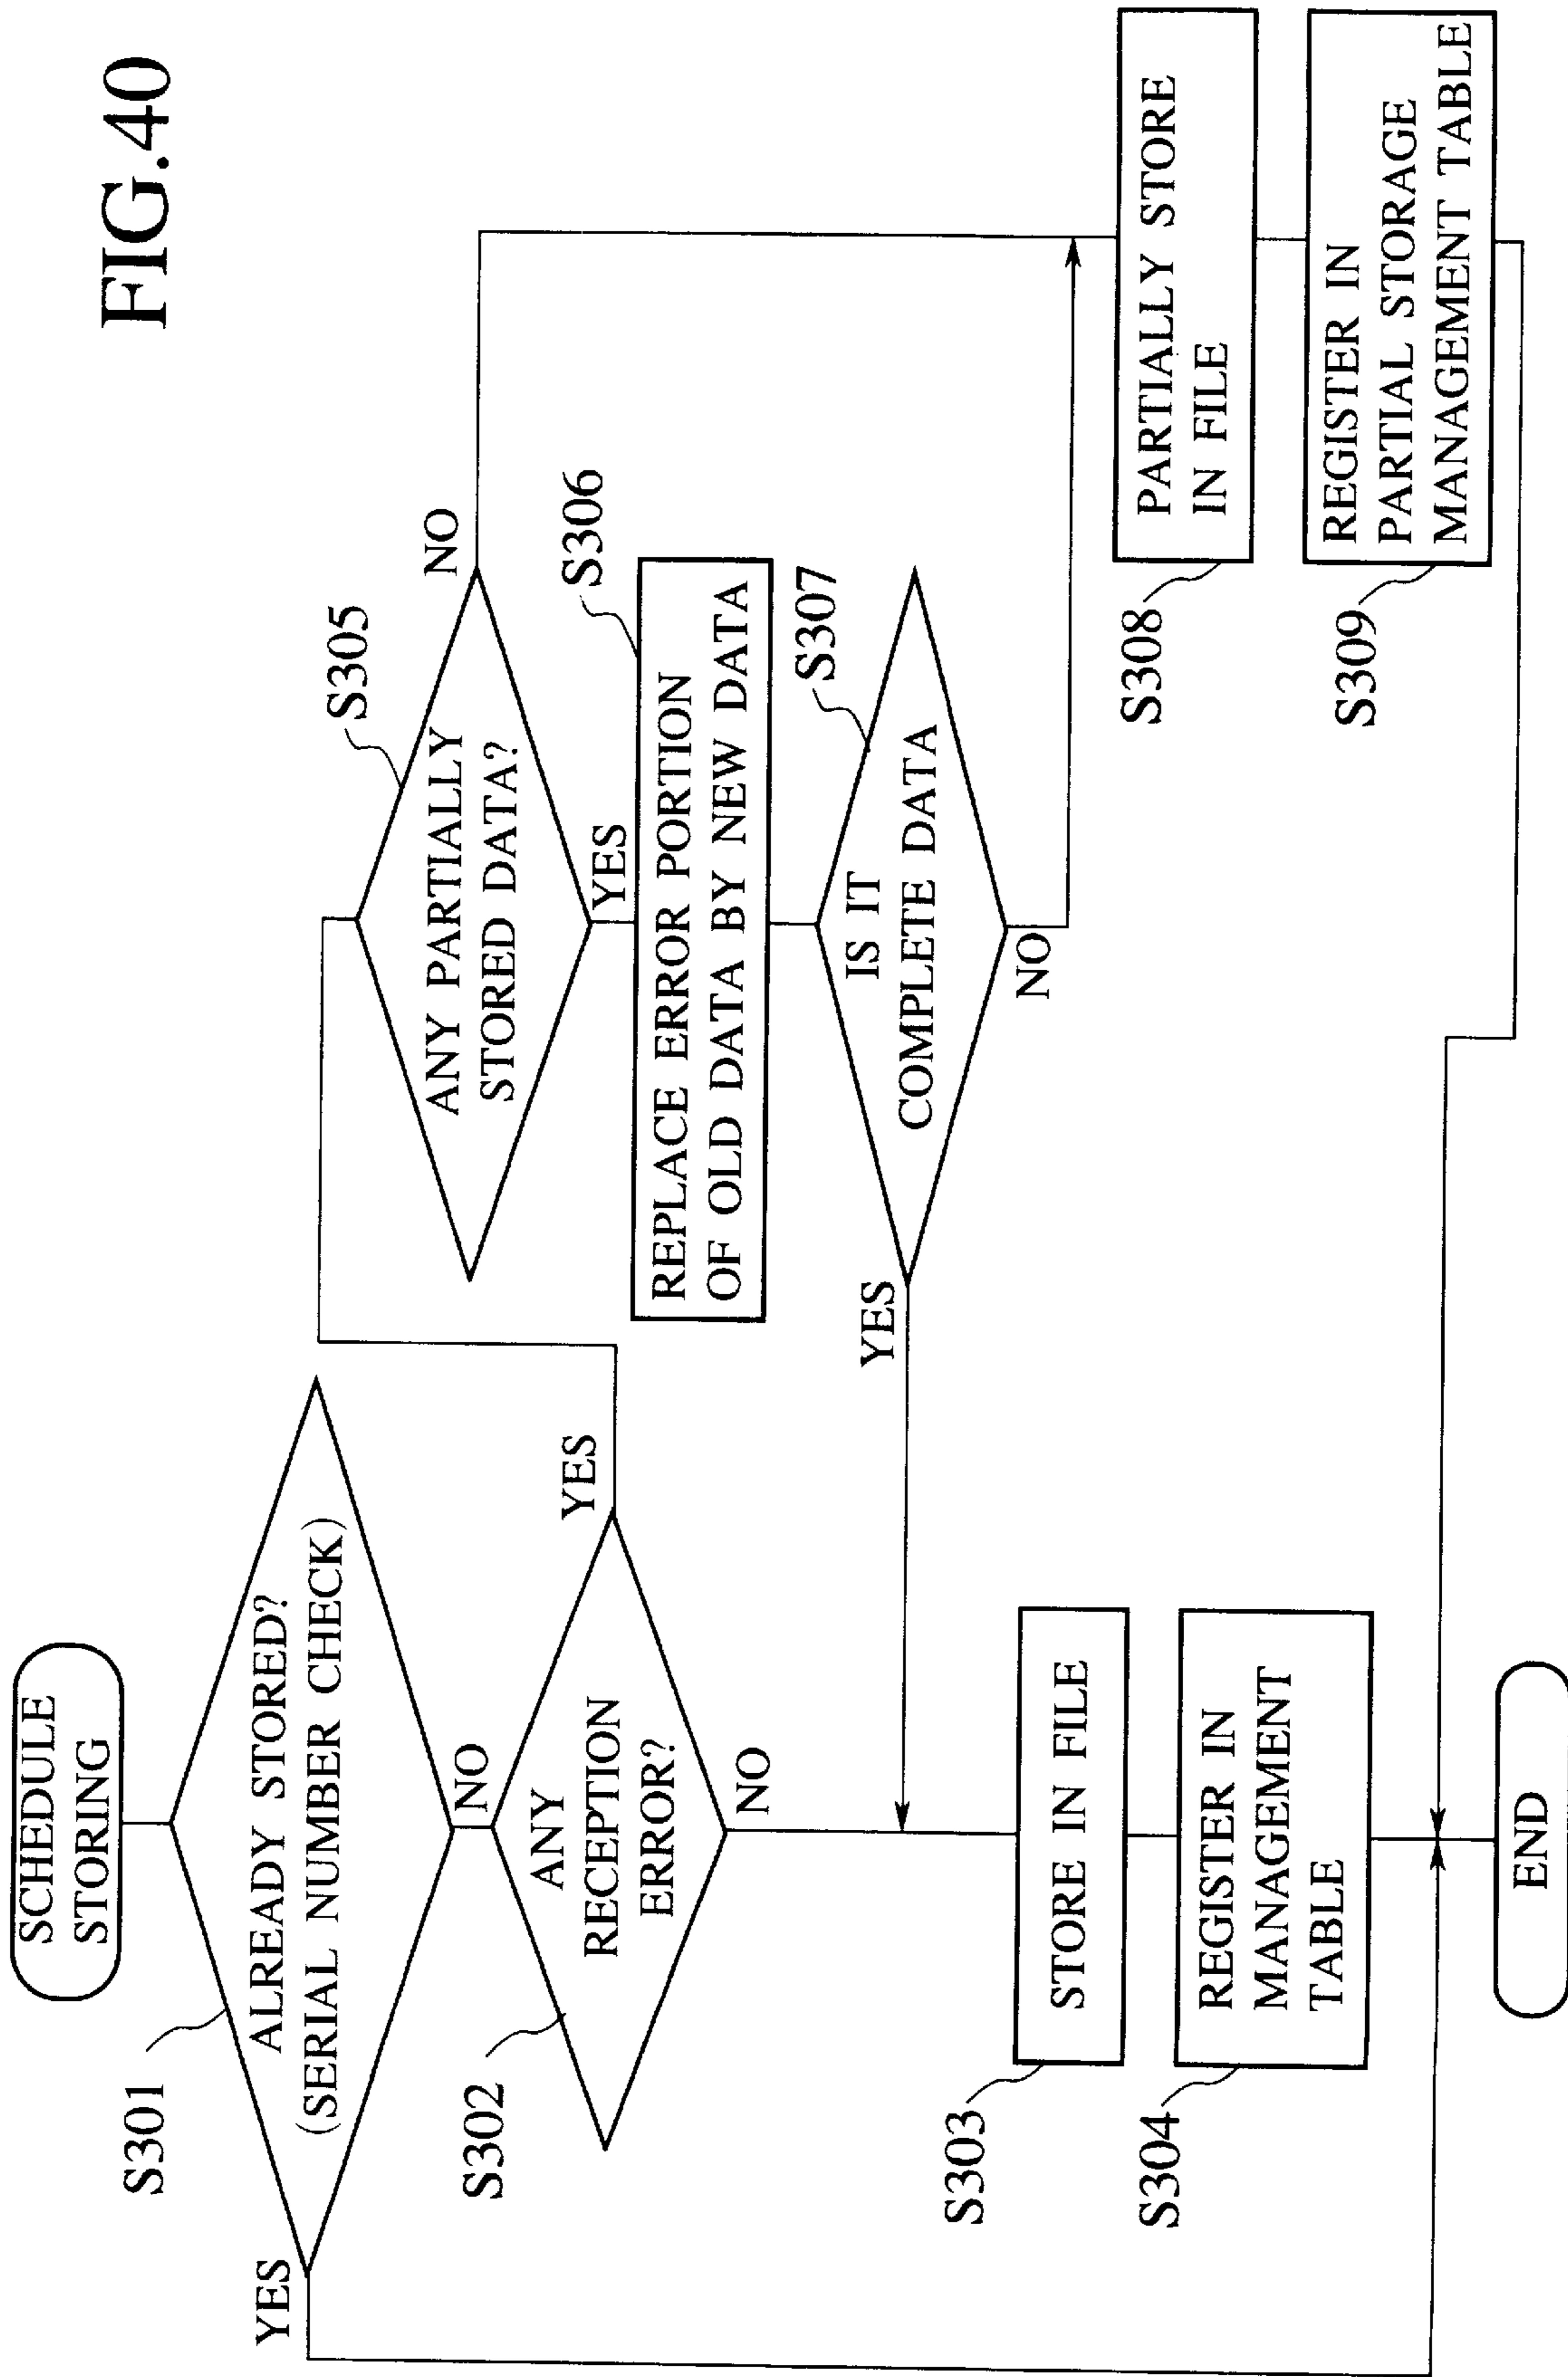 FIG.40
SCHEDULE
STORING
S301
ALREADY STORED?
(SERIAL NUMBER CHECK)
YES
NO
S302
ANY
RECEPTION
ERROR?
YES
NO
S303
STORE IN FILE
S304
REGISTER IN
MANAGEMENT
TABLE
END
S305
ANY PARTIALLY
STORED DATA?
NO
YES
S306
REPLACE ERROR PORTION
OF OLD DATA BY NEW DATA
S307
IS IT
COMPLETE DATA
YES
NO
S308
PARTIALLY STORE
IN FILE
S309
REGISTER IN
PARTIAL STORAGE
MANAGEMENT TABLE